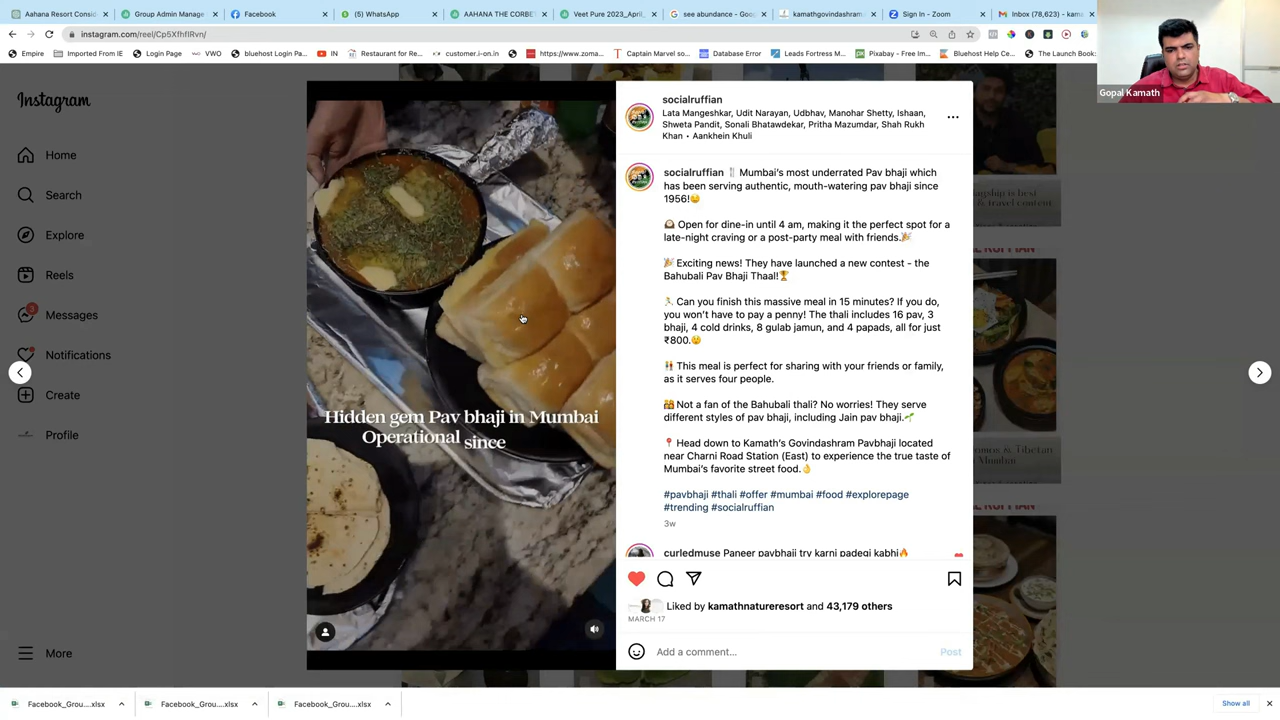 Aahana Resort Consid
Group Admin Manage
Facebook
(5) WhatsApp
AAHANA THE CORBET
Veet Pure 2023_April_
see abundance - Goog
kamathgovindashram
Sign In - Zoom
Inbox (78,623) - kama
instagram.com/reel/Cp5XfhfIRvn/
Empire
Imported From IE
Login Page
VWO
bluehost Login Pa...
IN
Restaurant for Re...
customer.i-on.in
https://www.zoma...
Captain Marvel so...
Database Error
Leads Fortress M...
Pixabay - Free Im...
Bluehost Help Ce...
The Launch Book:
Gopal Kamath
Instagram
Home
Search
Explore
Reels
2
Messages
Notifications
Create
Profile
More
Hidden gem Pav bhaji in Mumbai
Operational since
socialruffian
Lata Mangeshkar, Udit Narayan, Udbhav, Manohar Shetty, Ishaan,
Shweta Pandit, Sonali Bhatawdekar, Pritha Mazumdar, Shah Rukh
Khan • Aankhein Khuli
socialruffian 🍴 Mumbai's most underrated Pav bhaji which
has been serving authentic, mouth-watering pav bhaji since
1956!😋
🕰️ Open for dine-in until 4 am, making it the perfect spot for a
late-night craving or a post-party meal with friends.🎉
🎉 Exciting news! They have launched a new contest - the
Bahubali Pav Bhaji Thaal!🏆
🏃 Can you finish this massive meal in 15 minutes? If you do,
you won't have to pay a penny! The thali includes 16 pav, 3
bhaji, 4 cold drinks, 8 gulab jamun, and 4 papads, all for just
₹800.😲
👫 This meal is perfect for sharing with your friends or family,
as it serves four people.
🎎 Not a fan of the Bahubali thali? No worries! They serve
different styles of pav bhaji, including Jain pav bhaji.🌱
📍 Head down to Kamath's Govindashram Pavbhaji located
near Charni Road Station (East) to experience the true taste of
Mumbai's favorite street food.👌
#pavbhaji #thali #offer #mumbai #food #explorepage
#trending #socialruffian
3w
curledmuse Paneer pavbhaji try karni padegi kabhi🔥
Liked by kamathnatureresort and 43,179 others
MARCH 17
Add a comment...
Post
Facebook_Grou....xlsx
Facebook_Grou....xlsx
Facebook_Grou....xlsx
Show all